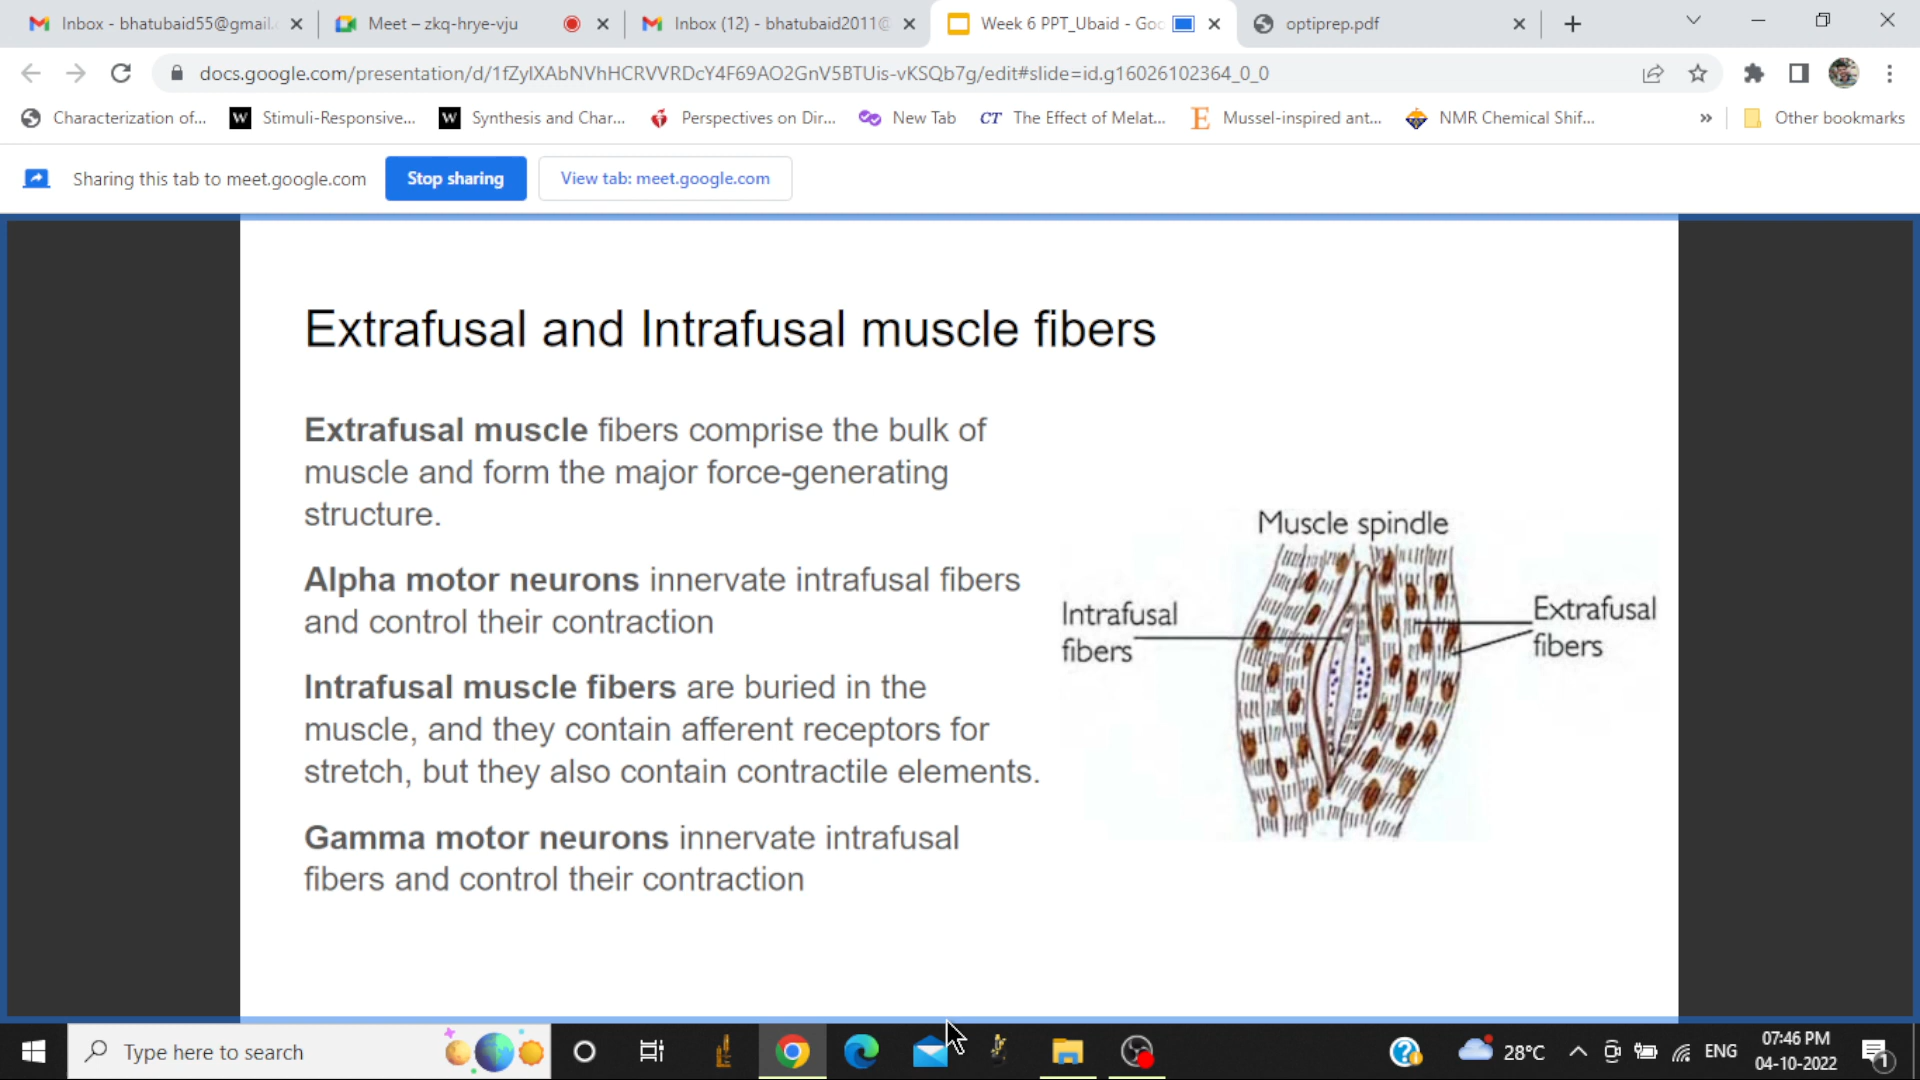 Inbox - bhatubaid55@gmail.
Meet – zkq-hrye-vju
Inbox (12) - bhatubaid2011@
Week 6 PPT_Ubaid - Goo
optiprep.pdf
docs.google.com/presentation/d/1fZylXAbNVhHCRVVRDcY4F69AO2GnV5BTUis-vKSQb7g/edit#slide=id.g16026102364_0_0
Characterization of...
W Stimuli-Responsive...
W Synthesis and Char...
Perspectives on Dir...
New Tab
CT The Effect of Melat...
E Mussel-inspired ant...
NMR Chemical Shif...
»
Other bookmarks
Sharing this tab to meet.google.com
Stop sharing
View tab: meet.google.com
Extrafusal and Intrafusal muscle fibers
Extrafusal muscle fibers comprise the bulk of
muscle and form the major force-generating
structure.
Alpha motor neurons innervate intrafusal fibers
and control their contraction
Intrafusal muscle fibers are buried in the
muscle, and they contain afferent receptors for
stretch, but they also contain contractile elements.
Gamma motor neurons innervate intrafusal
fibers and control their contraction
Muscle spindle
Intrafusal
fibers
Extrafusal
fibers
Type here to search
28°C
ENG
07:46 PM
04-10-2022
1